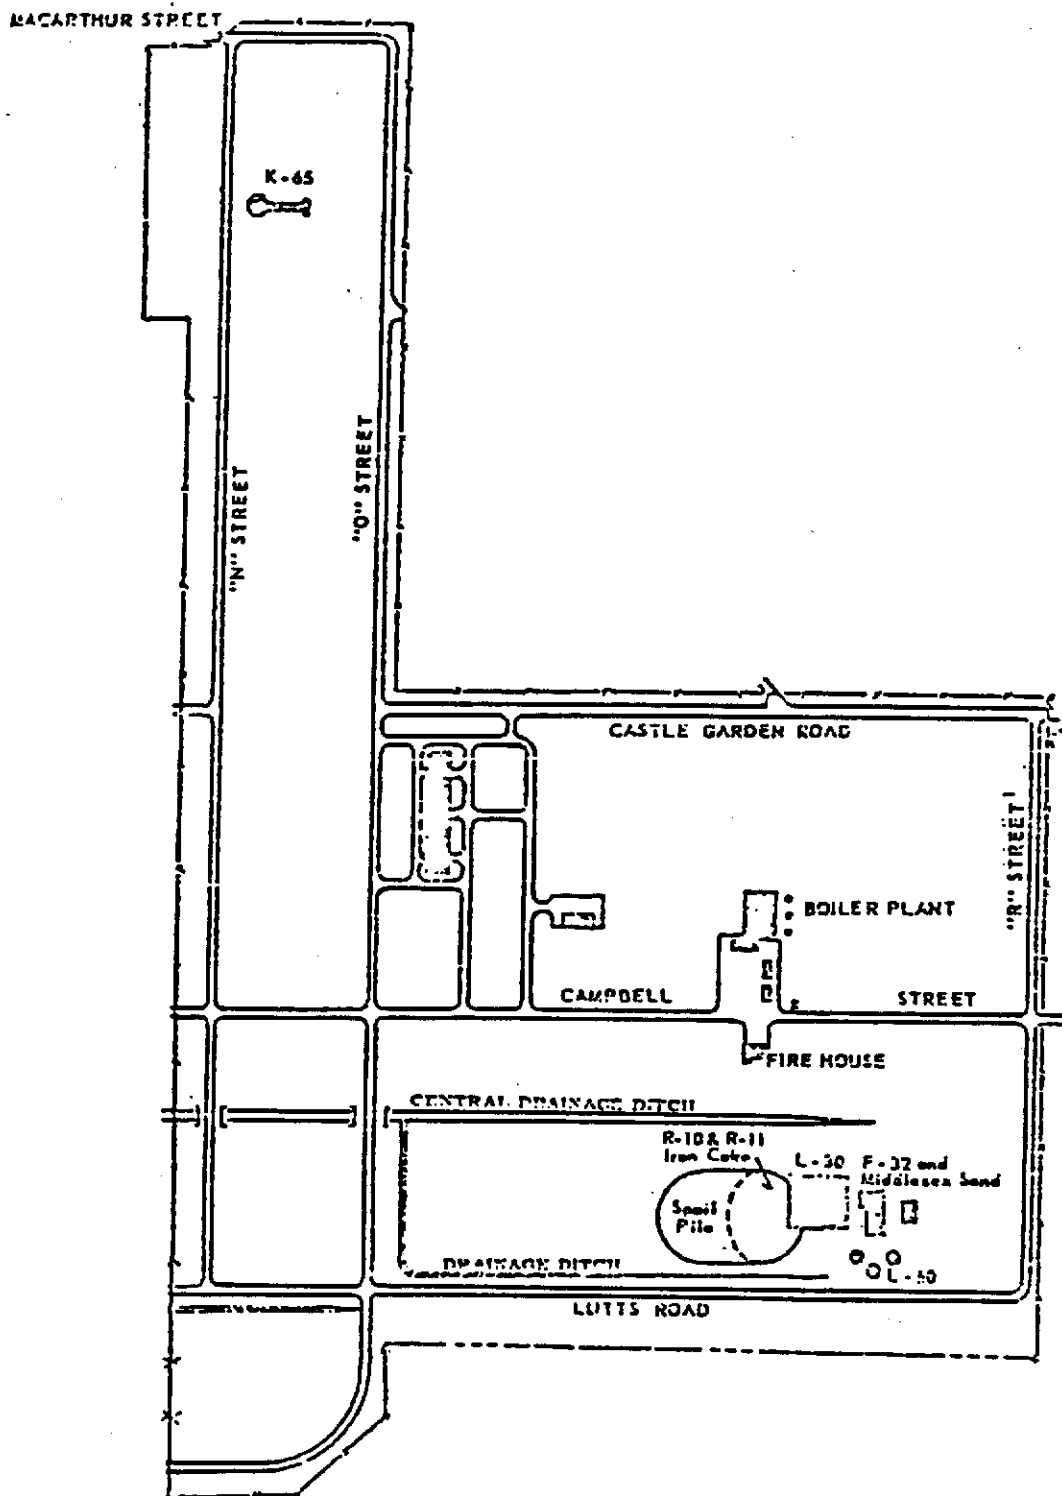 MACARTHUR STREET
K-65
"N" STREET
"O" STREET
CASTLE GARDEN ROAD
"R" STREET
BOILER PLANT
CAMPBELL STREET
FIRE HOUSE
CENTRAL DRAINAGE DITCH
R-10 & R-11
Iron Cake
L-30
F-32 and
Middlesex Sand
Spoil
Pile
DRAINAGE DITCH
LUTTS ROAD